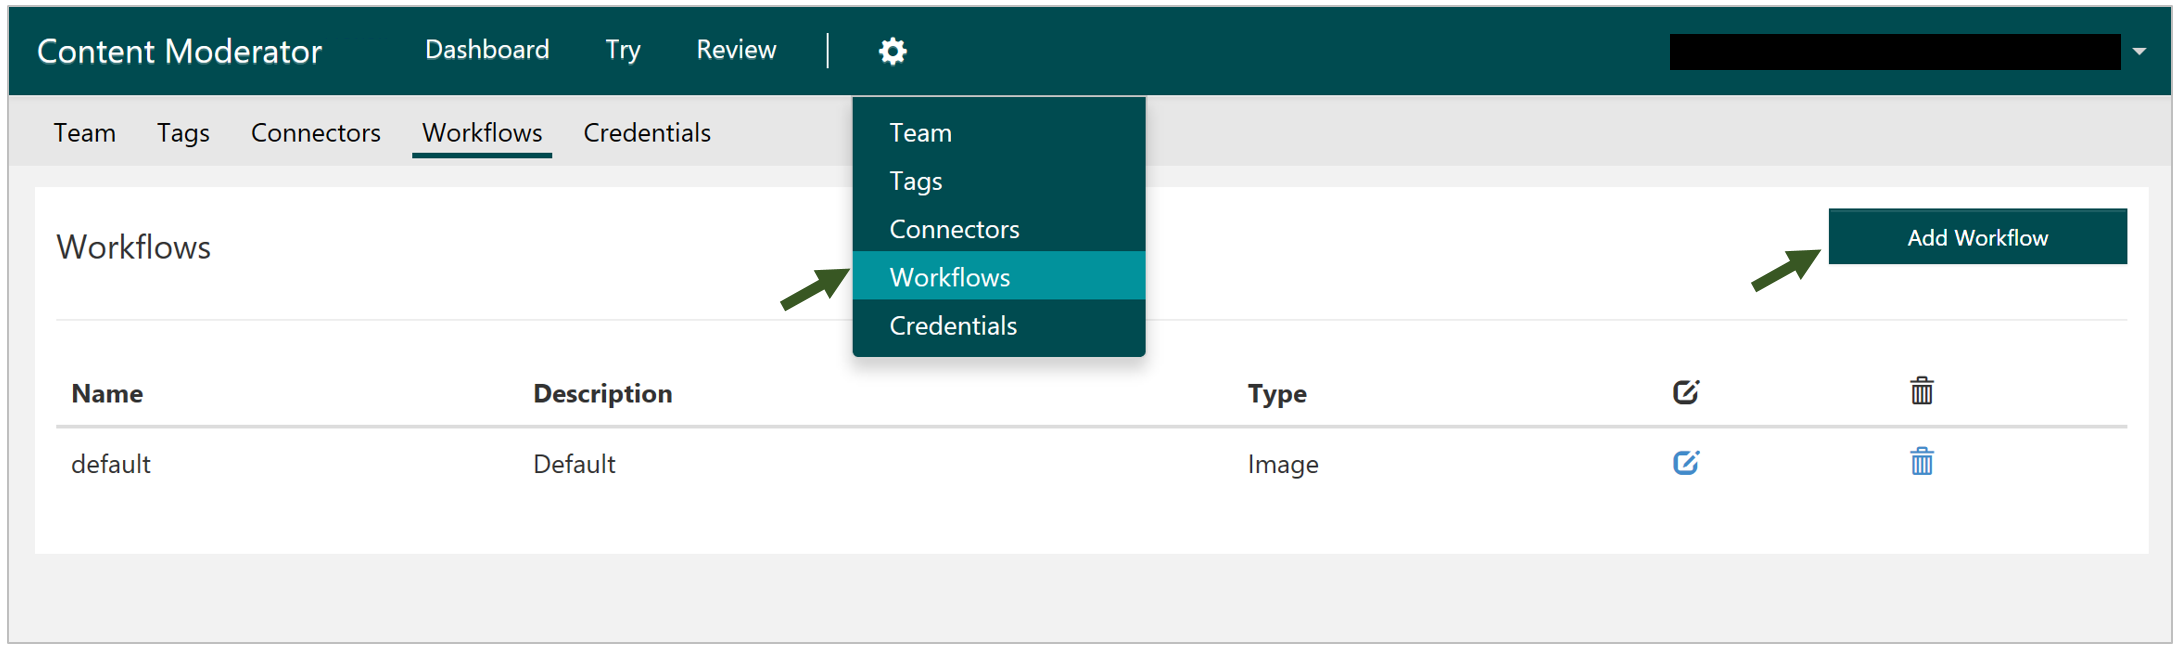 Content Moderator Dashboard Try Review
Team Tags Connectors Workflows Credentials
Team
Tags
Connectors
Workflows
Credentials
Workflows
Add Workflow
Name Description Type
default Default Image